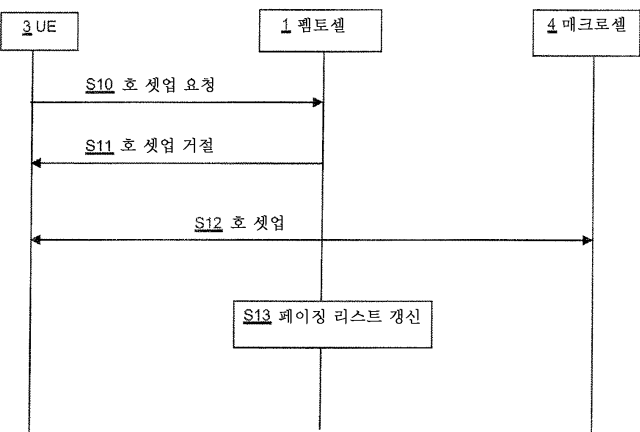 3 UE
1 펨토셀
4 매크로셀
S10 호 셋업 요청
S11 호 셋업 거절
S12 호 셋업
S13 페이징 리스트 갱신